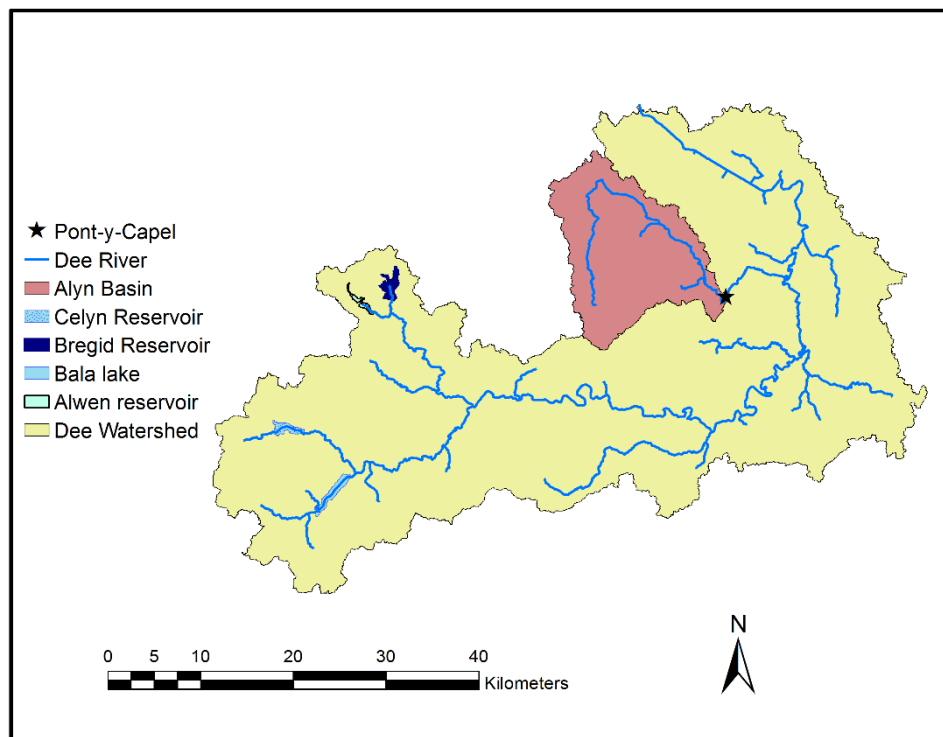 Pont-y-Capel
Dee River
Alyn Basin
Celyn Reservoir
Bregid Reservoir
Bala lake
Alwen reservoir
Dee Watershed
N
0 5 10 20 30 40
Kilometers